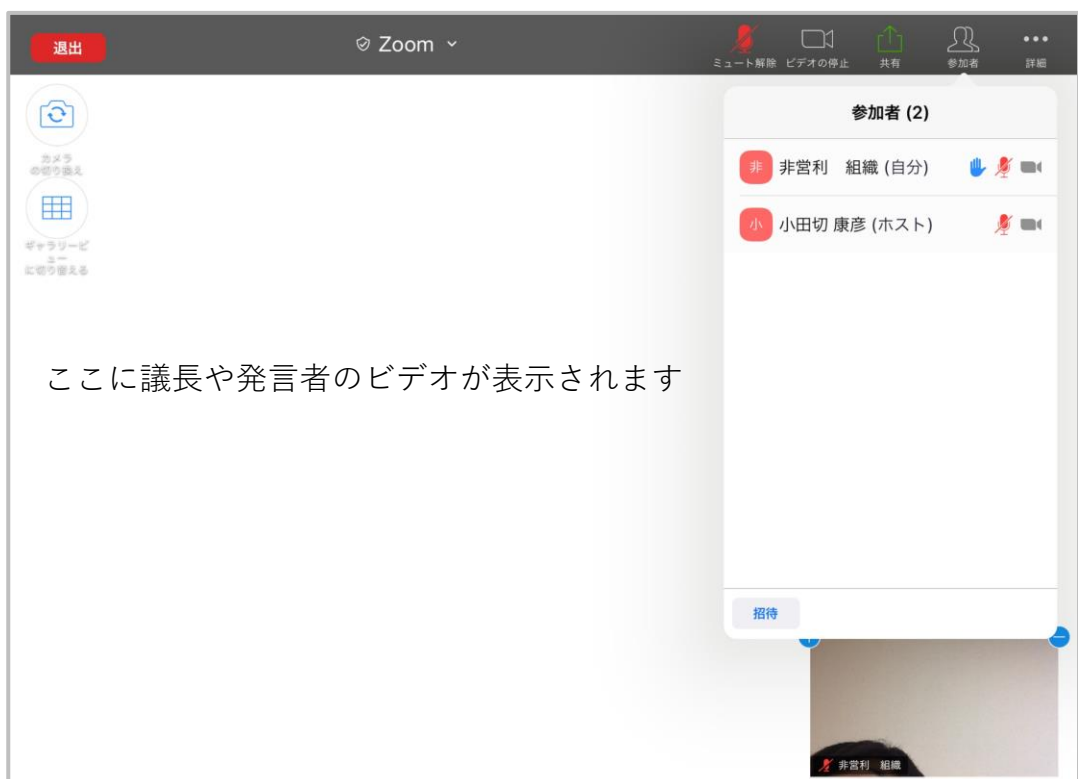 退出
Zoom
ミュート解除 ビデオの停止 共有 参加者 詳細
カメラ
の切り換え
ギャラリービ
ュー
に切り替える
参加者 (2)
非 非営利　組織 (自分)
小 小田切 康彦 (ホスト)
ここに議長や発言者のビデオが表示されます
招待
非営利　組織